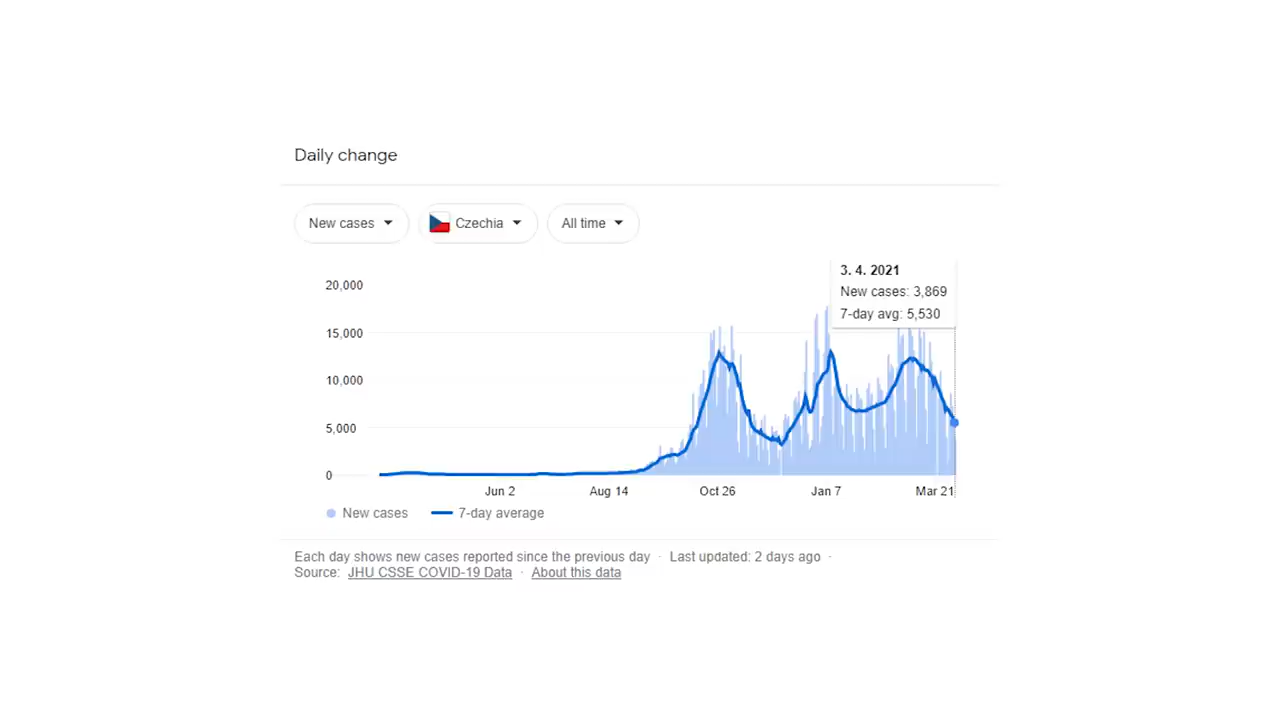 Daily change
New cases Czechia All time
3. 4. 2021
New cases: 3,869
7-day avg: 5,530
20,000
15,000
10,000
5,000
0
Jun 2 Aug 14 Oct 26 Jan 7 Mar 21
New cases 7-day average
Each day shows new cases reported since the previous day · Last updated: 2 days ago ·
Source: JHU CSSE COVID-19 Data · About this data